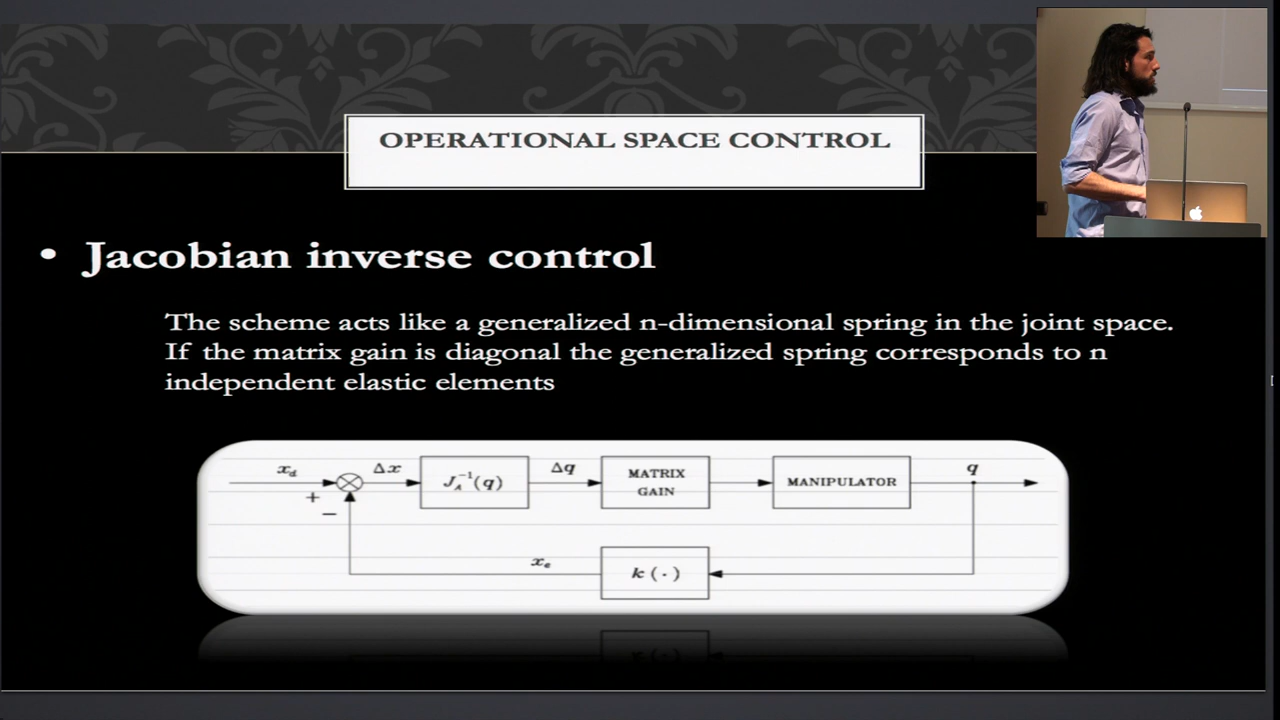 OPERATIONAL SPACE CONTROL
• Jacobian inverse control
The scheme acts like a generalized n-dimensional spring in the joint space.
If the matrix gain is diagonal the generalized spring corresponds to n
independent elastic elements
x_d
Δx
J_A^{-1}(q)
Δq
MATRIX
GAIN
MANIPULATOR
q
+
−
x_e
k(·)